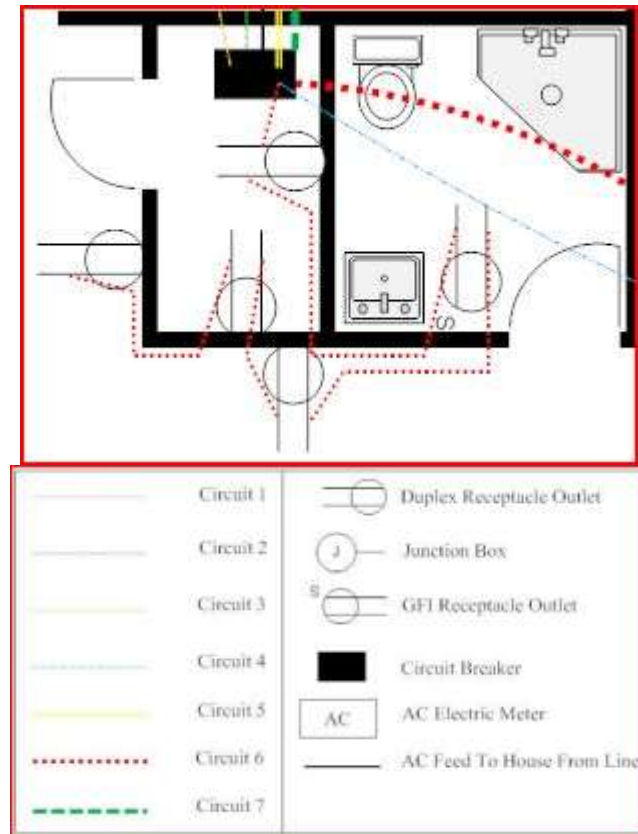 S
Circuit 1
Duplex Receptacle Outlet
Circuit 2
J
Junction Box
Circuit 3
S
GFI Receptacle Outlet
Circuit 4
Circuit Breaker
Circuit 5
AC
AC Electric Meter
Circuit 6
AC Feed To House From Line
Circuit 7